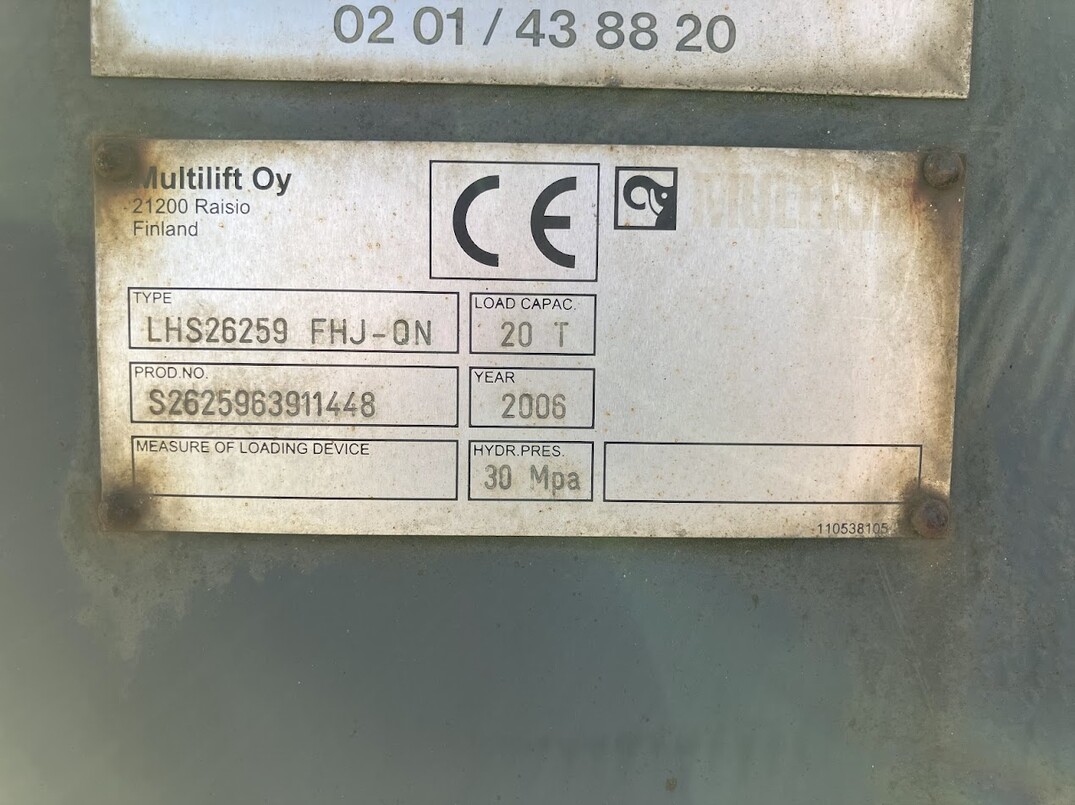 02 01 / 43 88 20
Multilift Oy
21200 Raisio
Finland
CE
TYPE
LHS26259 FHJ-QN
LOAD CAPAC.
20 T
PROD.NO.
S2625963911448
YEAR
2006
MEASURE OF LOADING DEVICE
HYDR.PRES.
30 Mpa
110538105